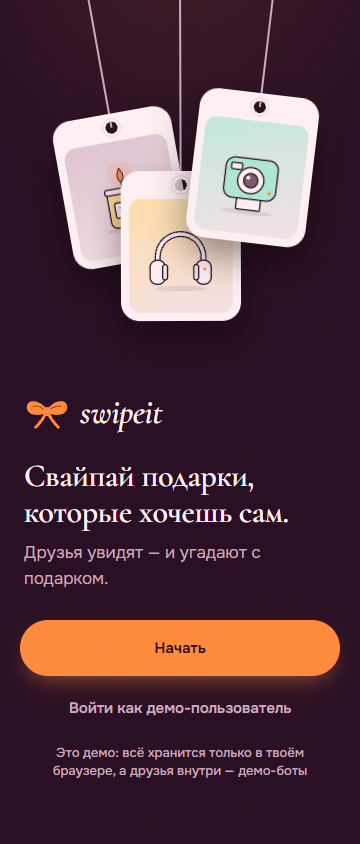 swipeit
Свайпай подарки,
которые хочешь сам.
Друзья увидят — и угадают с
подарком.
Начать
Войти как демо-пользователь
Это демо: всё хранится только в твоём
браузере, а друзья внутри — демо-боты